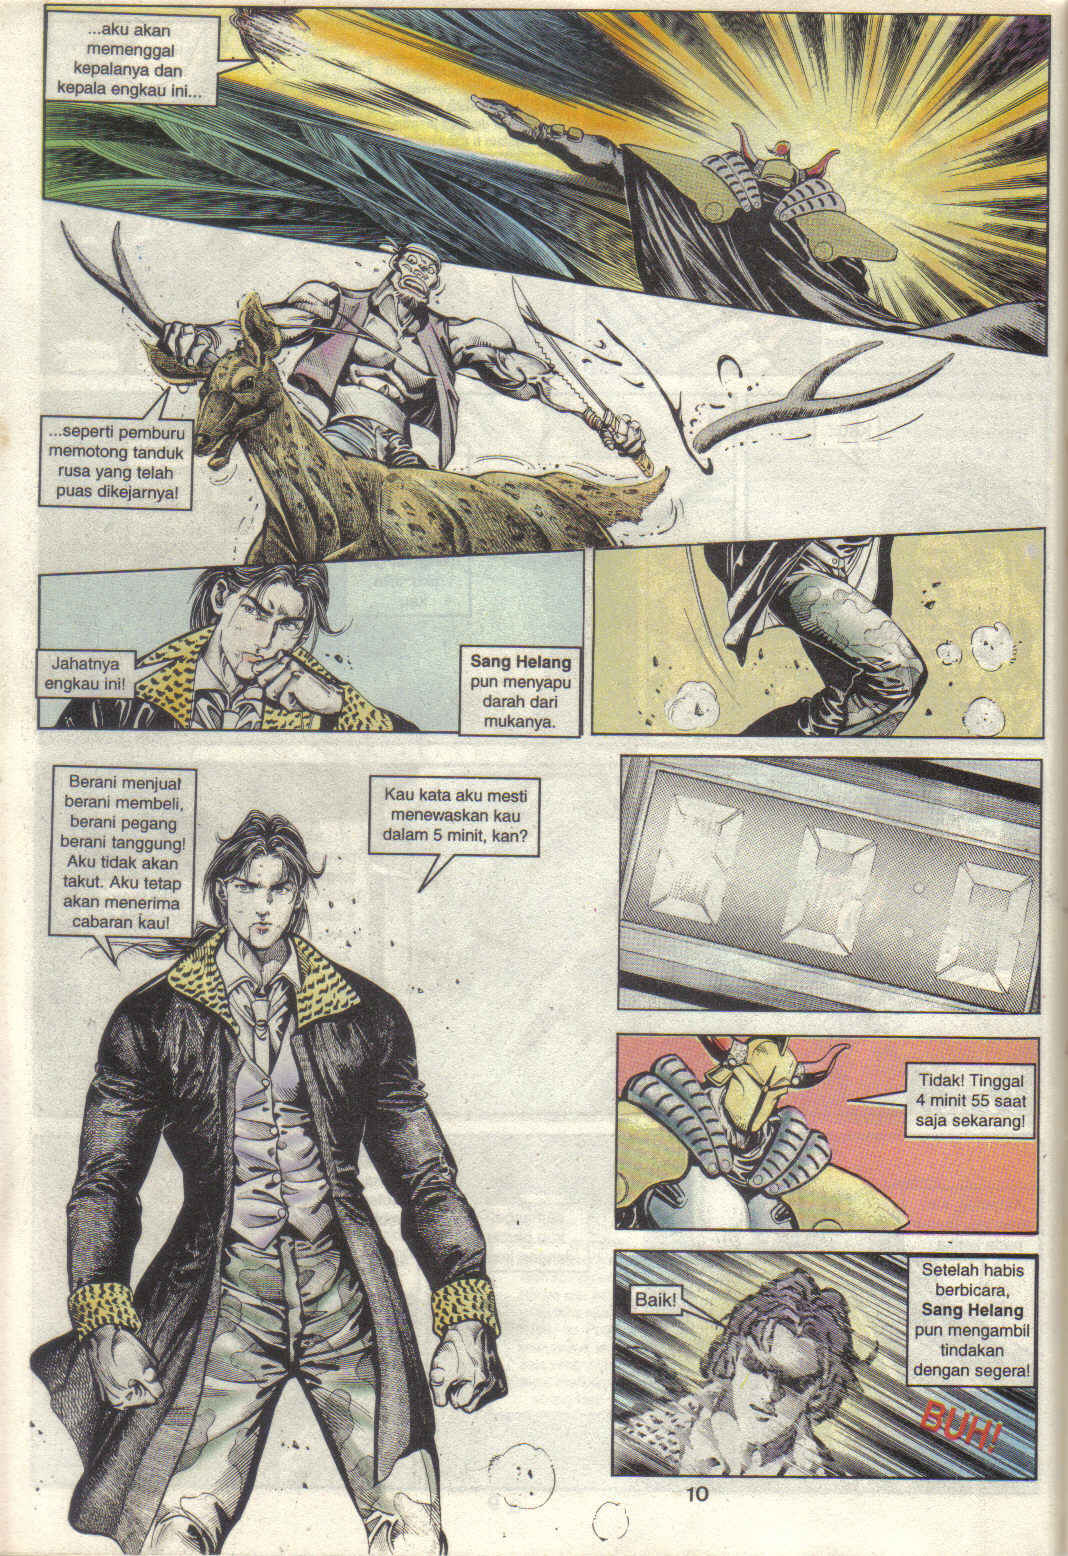 ...aku akan
memenggal
kepalanya dan
kepala engkau ini...
...seperti pemburu
memotong tanduk
rusa yang telah
puas dikejarnya!
Jahatnya
engkau ini!
Sang Helang
pun menyapu
darah dari
mukanya.
Berani menjual
berani membeli,
berani pegang
berani tanggung!
Aku tidak akan
takut. Aku tetap
akan menerima
cabaran kau!
Kau kata aku mesti
menewaskan kau
dalam 5 minit, kan?
Tidak! Tinggal
4 minit 55 saat
saja sekarang!
Baik!
Setelah habis
berbicara,
Sang Helang
pun mengambil
tindakan
dengan segera!
BUH!
10